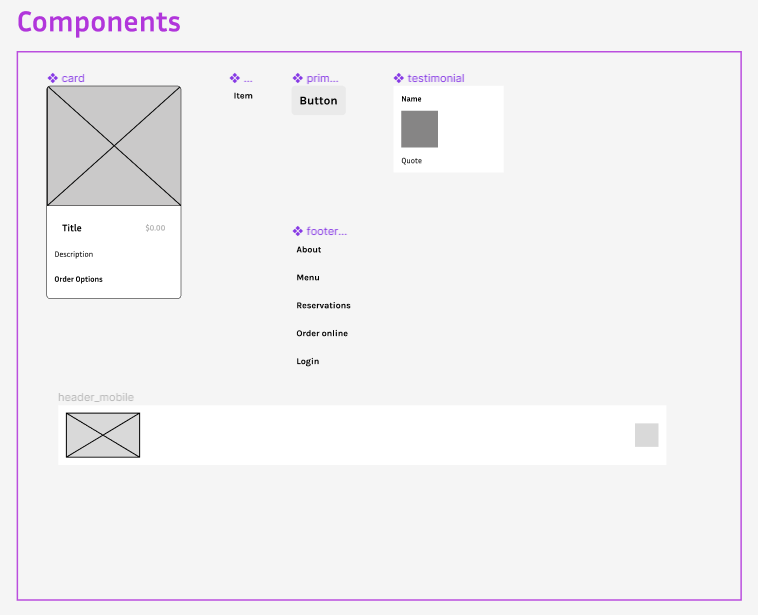 Components
card
...
prim...
testimonial
Item
Button
Name
Quote
Title
$0.00
Description
Order Options
footer...
About
Menu
Reservations
Order online
Login
header_mobile